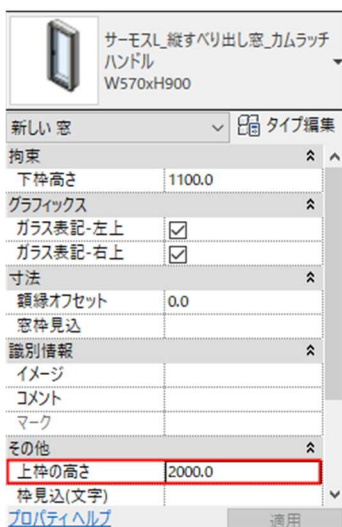 サーモスL_縦すべり出し窓_カムラッチ
ハンドル
W570xH900
新しい 窓 タイプ編集
拘束
下枠高さ 1100.0
グラフィックス
ガラス表記-左上
ガラス表記-右上
寸法
額縁オフセット 0.0
窓枠見込
識別情報
イメージ
コメント
マーク
その他
上枠の高さ 2000.0
枠見込(文字)
プロパティ ヘルプ 適用